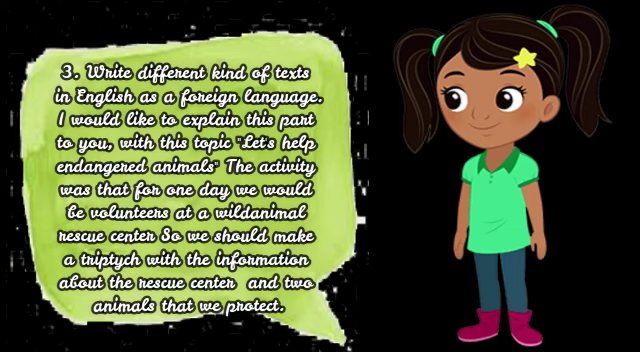 3. Write different kind of texts
in English as a foreign language.
I would like to explain this part
to you, with this topic "Let's help
endangered animals" The activity
was that for one day we would
be volunteers at a wildanimal
rescue center So we should make
a triptych with the information
about the rescue center and two
animals that we protect.